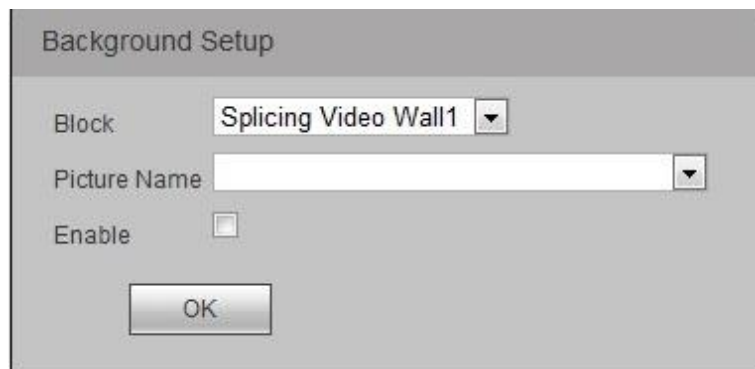 Background Setup
Block Splicing Video Wall1
Picture Name
Enable
OK